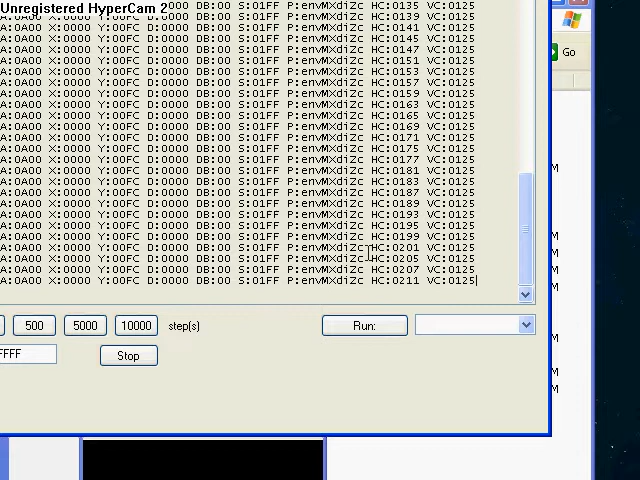 Unregistered HyperCam 2
A:0A00 X:0000 Y:00FC D:0000 DB:00 S:01FF P:envMXdiZc HC:0135 VC:0125
A:0A00 X:0000 Y:00FC D:0000 DB:00 S:01FF P:envMXdiZc HC:0139 VC:0125
A:0A00 X:0000 Y:00FC D:0000 DB:00 S:01FF P:envMXdiZc HC:0141 VC:0125
A:0A00 X:0000 Y:00FC D:0000 DB:00 S:01FF P:envMXdiZc HC:0145 VC:0125
Go
A:0A00 X:0000 Y:00FC D:0000 DB:00 S:01FF P:envMXdiZc HC:0147 VC:0125
A:0A00 X:0000 Y:00FC D:0000 DB:00 S:01FF P:envMXdiZc HC:0151 VC:0125
A:0A00 X:0000 Y:00FC D:0000 DB:00 S:01FF P:envMXdiZc HC:0153 VC:0125
A:0A00 X:0000 Y:00FC D:0000 DB:00 S:01FF P:envMXdiZc HC:0157 VC:0125
A:0A00 X:0000 Y:00FC D:0000 DB:00 S:01FF P:envMXdiZc HC:0159 VC:0125
A:0A00 X:0000 Y:00FC D:0000 DB:00 S:01FF P:envMXdiZc HC:0163 VC:0125
A:0A00 X:0000 Y:00FC D:0000 DB:00 S:01FF P:envMXdiZc HC:0165 VC:0125
A:0A00 X:0000 Y:00FC D:0000 DB:00 S:01FF P:envMXdiZc HC:0169 VC:0125
A:0A00 X:0000 Y:00FC D:0000 DB:00 S:01FF P:envMXdiZc HC:0171 VC:0125
A:0A00 X:0000 Y:00FC D:0000 DB:00 S:01FF P:envMXdiZc HC:0175 VC:0125
A:0A00 X:0000 Y:00FC D:0000 DB:00 S:01FF P:envMXdiZc HC:0177 VC:0125
A:0A00 X:0000 Y:00FC D:0000 DB:00 S:01FF P:envMXdiZc HC:0181 VC:0125
A:0A00 X:0000 Y:00FC D:0000 DB:00 S:01FF P:envMXdiZc HC:0183 VC:0125
A:0A00 X:0000 Y:00FC D:0000 DB:00 S:01FF P:envMXdiZc HC:0187 VC:0125
A:0A00 X:0000 Y:00FC D:0000 DB:00 S:01FF P:envMXdiZc HC:0189 VC:0125
A:0A00 X:0000 Y:00FC D:0000 DB:00 S:01FF P:envMXdiZc HC:0193 VC:0125
A:0A00 X:0000 Y:00FC D:0000 DB:00 S:01FF P:envMXdiZc HC:0195 VC:0125
A:0A00 X:0000 Y:00FC D:0000 DB:00 S:01FF P:envMXdiZc HC:0199 VC:0125
A:0A00 X:0000 Y:00FC D:0000 DB:00 S:01FF P:envMXdiZc HC:0201 VC:0125
A:0A00 X:0000 Y:00FC D:0000 DB:00 S:01FF P:envMXdiZc HC:0205 VC:0125
A:0A00 X:0000 Y:00FC D:0000 DB:00 S:01FF P:envMXdiZc HC:0207 VC:0125
A:0A00 X:0000 Y:00FC D:0000 DB:00 S:01FF P:envMXdiZc HC:0211 VC:0125
500 5000 10000 step(s) Run:
FFFF Stop
M
M
M
M
M
M
M
M